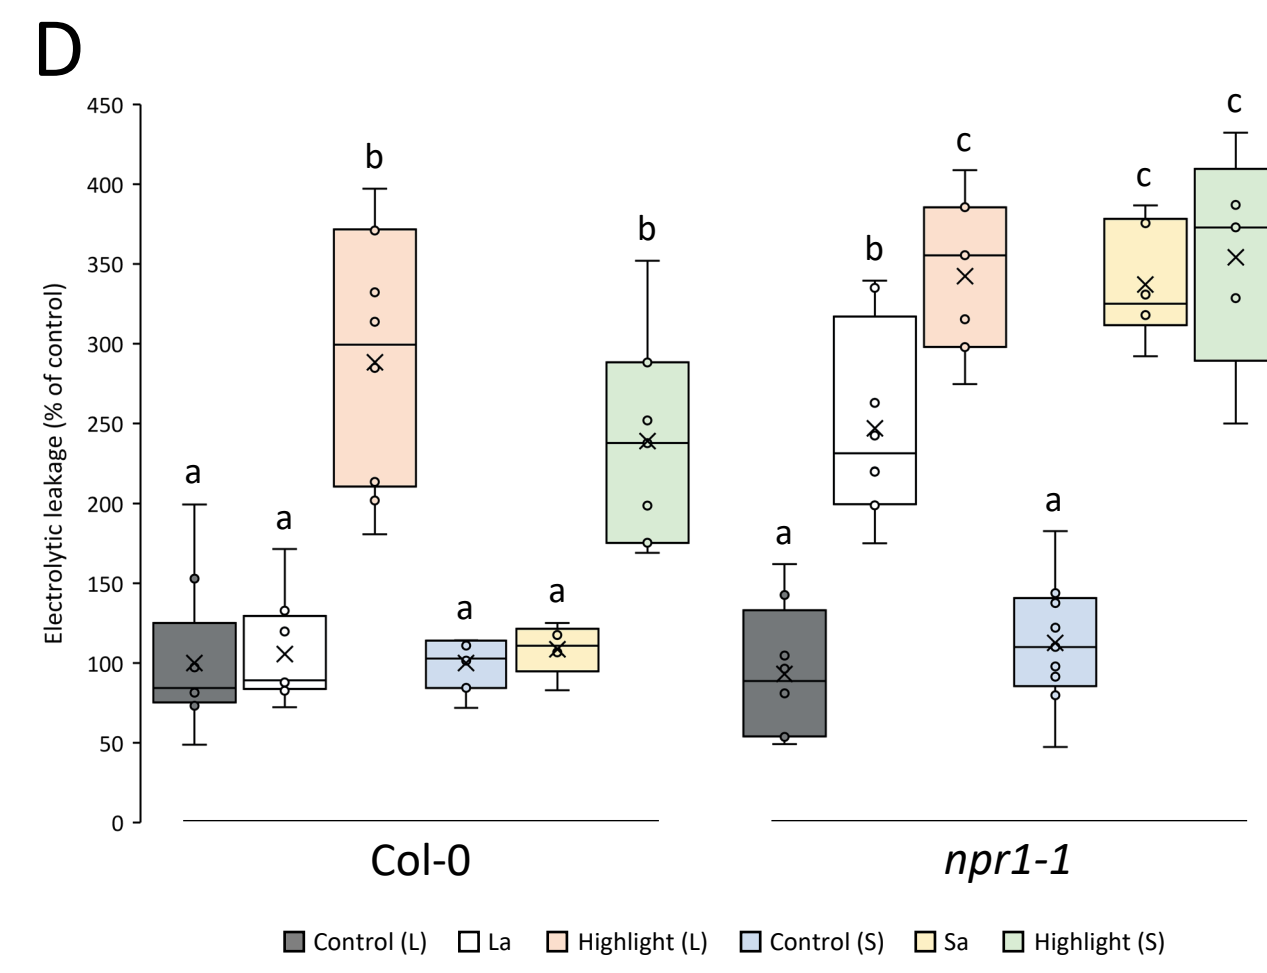 D
Electrolytic leakage (% of control)
450
400
350
300
250
200
150
100
50
0
a
a
b
a
a
b
a
b
c
a
c
c
Col-0
npr1-1
Control (L) La Highlight (L) Control (S) Sa Highlight (S)